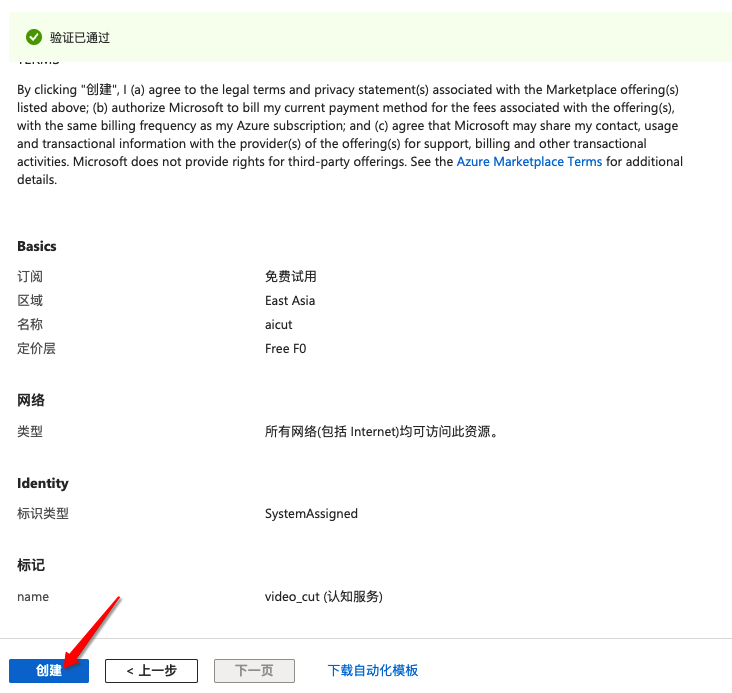 验证已通过
TERMS
By clicking "创建", I (a) agree to the legal terms and privacy statement(s) associated with the Marketplace offering(s)
listed above; (b) authorize Microsoft to bill my current payment method for the fees associated with the offering(s),
with the same billing frequency as my Azure subscription; and (c) agree that Microsoft may share my contact, usage
and transactional information with the provider(s) of the offering(s) for support, billing and other transactional
activities. Microsoft does not provide rights for third-party offerings. See the Azure Marketplace Terms for additional
details.
Basics
订阅 免费试用
区域 East Asia
名称 aicut
定价层 Free F0
网络
类型 所有网络(包括 Internet)均可访问此资源。
Identity
标识类型 SystemAssigned
标记
name video_cut (认知服务)
创建 < 上一步 下一页 下载自动化模板